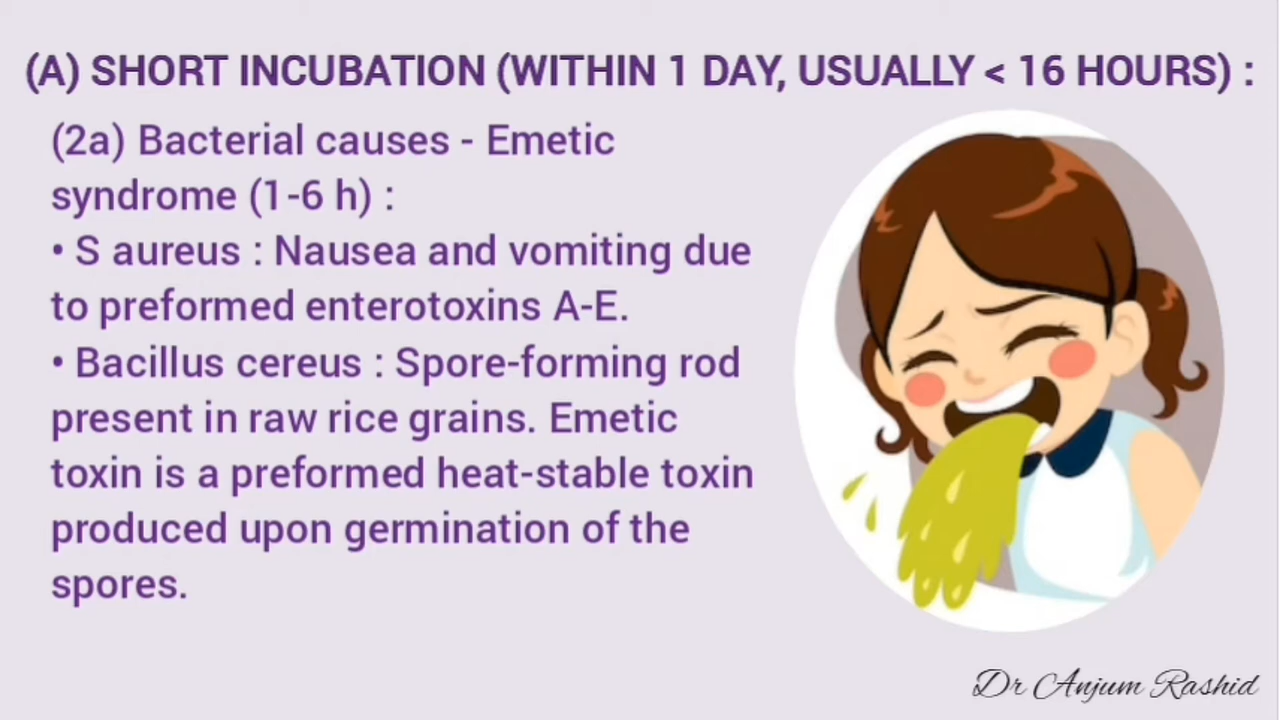 (A) SHORT INCUBATION (WITHIN 1 DAY, USUALLY < 16 HOURS) :
(2a) Bacterial causes - Emetic
syndrome (1-6 h) :
• S aureus : Nausea and vomiting due
to preformed enterotoxins A-E.
• Bacillus cereus : Spore-forming rod
present in raw rice grains. Emetic
toxin is a preformed heat-stable toxin
produced upon germination of the
spores.
Dr Anjum Rashid